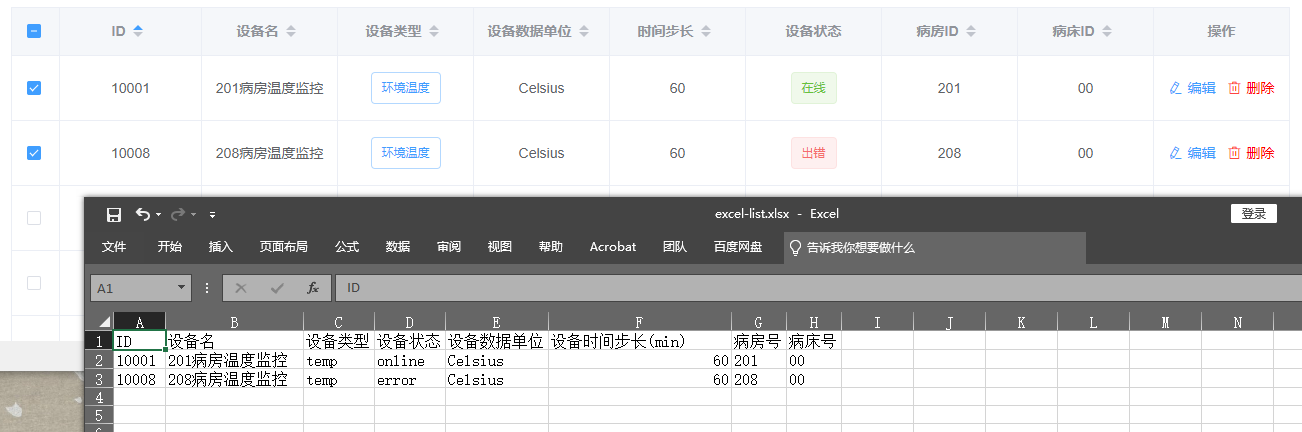 ID 设备名 设备类型 设备数据单位 时间步长 设备状态 病房ID 病床ID 操作
10001 201病房温度监控 环境温度 Celsius 60 在线 201 00 编辑 删除
10008 208病房温度监控 环境温度 Celsius 60 出错 208 00 编辑 删除
excel-list.xlsx - Excel 登录
文件 开始 插入 页面布局 公式 数据 审阅 视图 帮助 Acrobat 团队 百度网盘 告诉我你想要做什么
A1 fx ID
A B C D E F G H I J K L M N
1 ID 设备名 设备类型 设备状态 设备数据单位 设备时间步长(min) 病房号 病床号
2 10001 201病房温度监控 temp online Celsius 60 201 00
3 10008 208病房温度监控 temp error Celsius 60 208 00
4
5